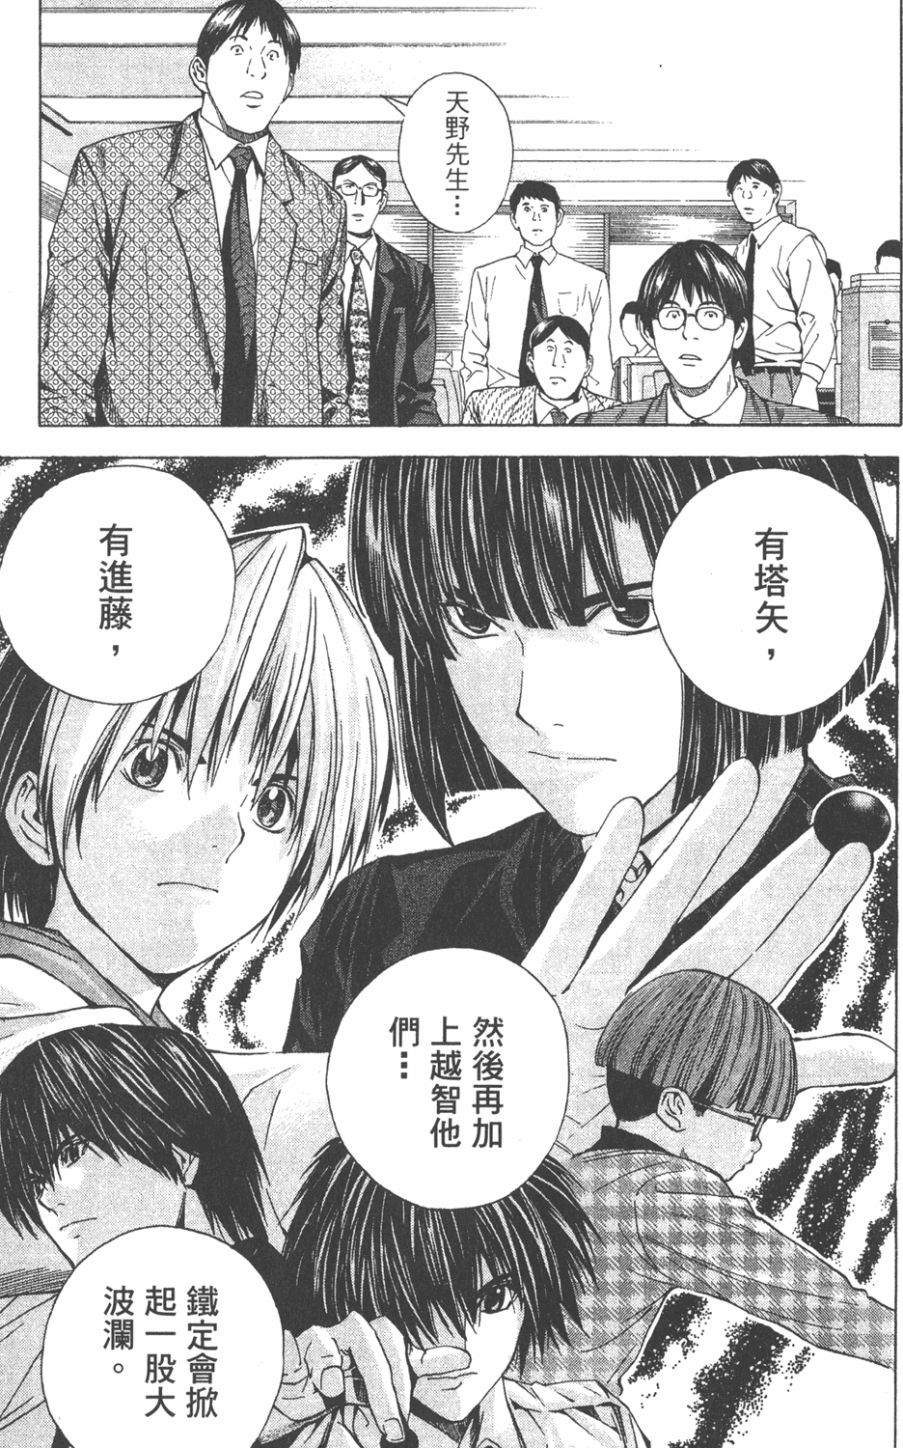 天野先生…
有塔矢，
有進藤，
然後再加
上越智他
們…
鐵定會掀
起一股大
波瀾。